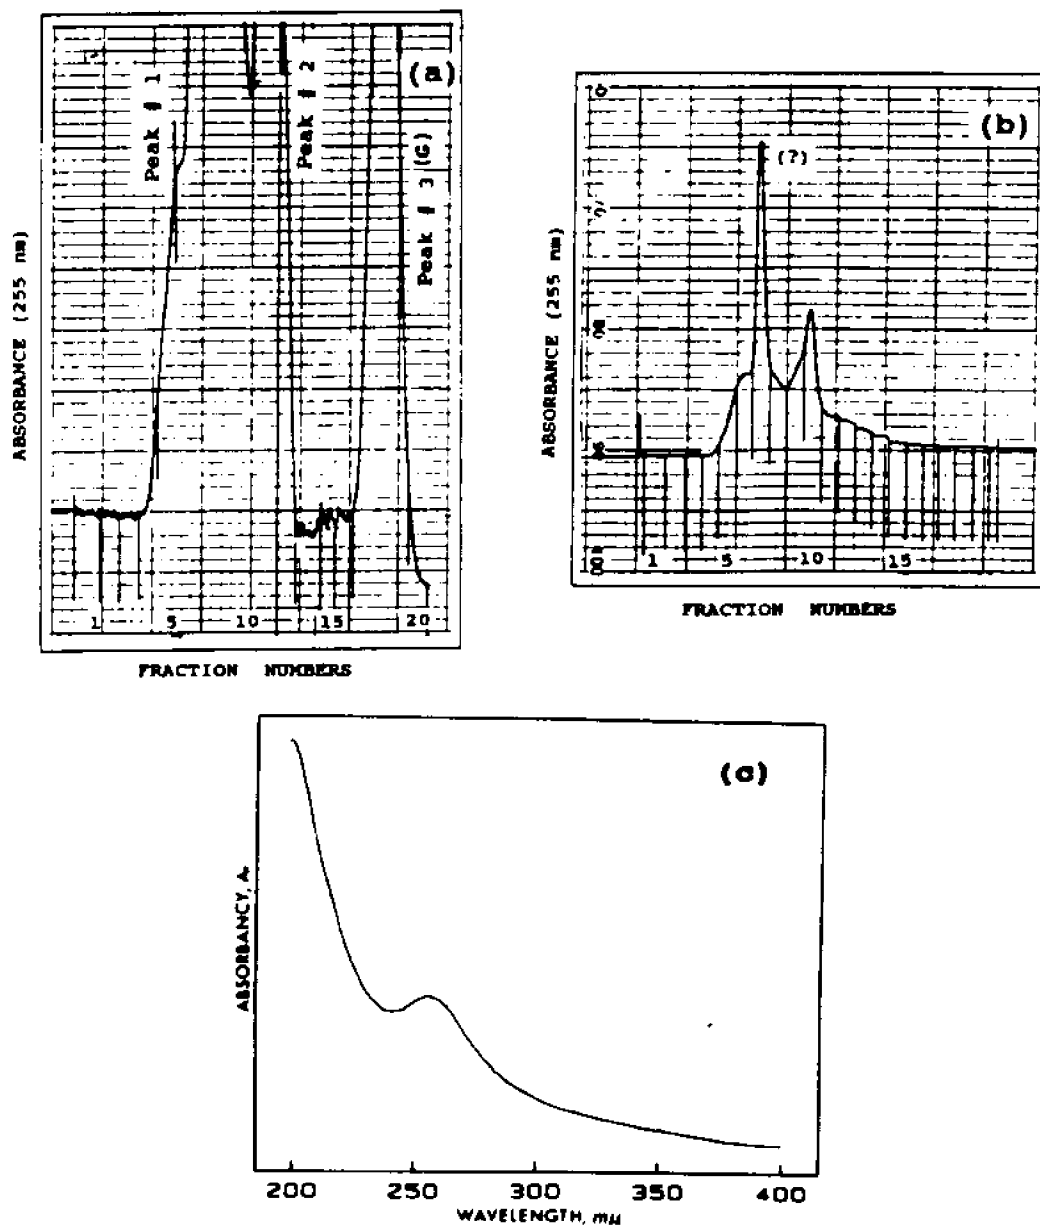 (a)
Peak # 1
Peak # 2
Peak # 3 (G)
ABSORBANCE (255 nm)
1 5 10 15 20
FRACTION NUMBERS
(b)
(?)
ABSORBANCE (255 nm)
1 5 10 15
FRACTION NUMBERS
(c)
ABSORBANCY, A.
200 250 300 350 400
WAVELENGTH, mμ